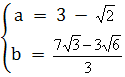 a = 3 − √2
b = (7√3−3√6)/3